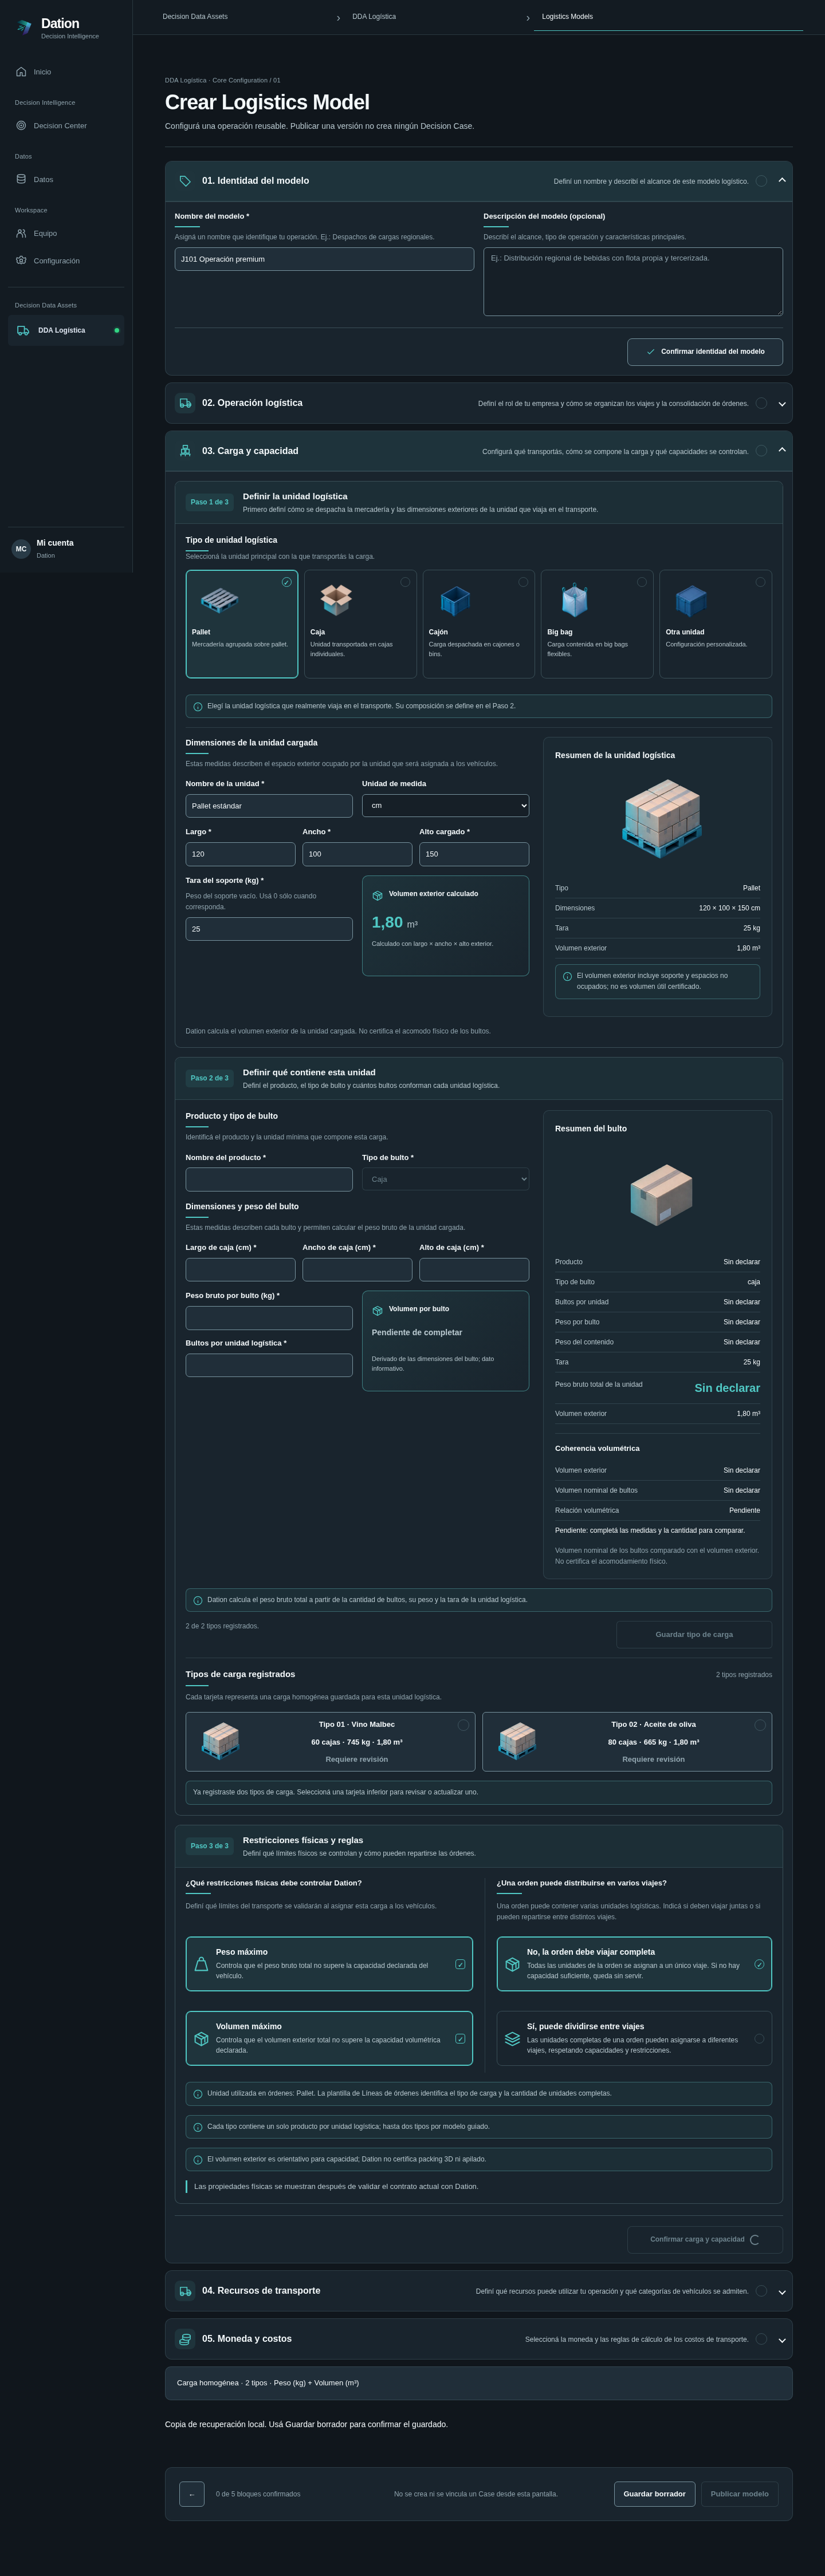 Dation
Decision Intelligence
Inicio
Decision Intelligence
Decision Center
Datos
Datos
Workspace
Equipo
Configuración
Decision Data Assets
DDA Logística
MC
Mi cuenta
Dation
Decision Data Assets
DDA Logística
Logistics Models
DDA Logística · Core Configuration / 01
Crear Logistics Model
Configurá una operación reusable. Publicar una versión no crea ningún Decision Case.
01. Identidad del modelo
Definí un nombre y describí el alcance de este modelo logístico.
Nombre del modelo *
Asigná un nombre que identifique tu operación. Ej.: Despachos de cargas regionales.
J101 Operación premium
Descripción del modelo (opcional)
Describí el alcance, tipo de operación y características principales.
Ej.: Distribución regional de bebidas con flota propia y tercerizada.
Confirmar identidad del modelo
02. Operación logística
Definí el rol de tu empresa y cómo se organizan los viajes y la consolidación de órdenes.
03. Carga y capacidad
Configurá qué transportás, cómo se compone la carga y qué capacidades se controlan.
Paso 1 de 3
Definir la unidad logística
Primero definí cómo se despacha la mercadería y las dimensiones exteriores de la unidad que viaja en el transporte.
Tipo de unidad logística
Seleccioná la unidad principal con la que transportás la carga.
Pallet
Mercadería agrupada sobre pallet.
Caja
Unidad transportada en cajas
individuales.
Cajón
Carga despachada en cajones o
bins.
Big bag
Carga contenida en big bags
flexibles.
Otra unidad
Configuración personalizada.
Elegí la unidad logística que realmente viaja en el transporte. Su composición se define en el Paso 2.
Dimensiones de la unidad cargada
Estas medidas describen el espacio exterior ocupado por la unidad que será asignada a los vehículos.
Nombre de la unidad *
Pallet estándar
Unidad de medida
cm
Largo *
120
Ancho *
100
Alto cargado *
150
Tara del soporte (kg) *
Peso del soporte vacío. Usá 0 sólo cuando
corresponda.
25
Volumen exterior calculado
1,80 m³
Calculado con largo × ancho × alto exterior.
Resumen de la unidad logística
Tipo Pallet
Dimensiones 120 × 100 × 150 cm
Tara 25 kg
Volumen exterior 1,80 m³
El volumen exterior incluye soporte y espacios no
ocupados; no es volumen útil certificado.
Dation calcula el volumen exterior de la unidad cargada. No certifica el acomodo físico de los bultos.
Paso 2 de 3
Definir qué contiene esta unidad
Definí el producto, el tipo de bulto y cuántos bultos conforman cada unidad logística.
Producto y tipo de bulto
Identificá el producto y la unidad mínima que compone esta carga.
Nombre del producto *
Tipo de bulto *
Caja
Dimensiones y peso del bulto
Estas medidas describen cada bulto y permiten calcular el peso bruto de la unidad cargada.
Largo de caja (cm) *
Ancho de caja (cm) *
Alto de caja (cm) *
Peso bruto por bulto (kg) *
Bultos por unidad logística *
Volumen por bulto
Pendiente de completar
Derivado de las dimensiones del bulto; dato
informativo.
Resumen del bulto
Producto Sin declarar
Tipo de bulto caja
Bultos por unidad Sin declarar
Peso por bulto Sin declarar
Peso del contenido Sin declarar
Tara 25 kg
Peso bruto total de la unidad Sin declarar
Volumen exterior 1,80 m³
Coherencia volumétrica
Volumen exterior Sin declarar
Volumen nominal de bultos Sin declarar
Relación volumétrica Pendiente
Pendiente: completá las medidas y la cantidad para comparar.
Volumen nominal de los bultos comparado con el volumen exterior.
No certifica el acomodamiento físico.
Dation calcula el peso bruto total a partir de la cantidad de bultos, su peso y la tara de la unidad logística.
2 de 2 tipos registrados.
Guardar tipo de carga
Tipos de carga registrados
2 tipos registrados
Cada tarjeta representa una carga homogénea guardada para esta unidad logística.
Tipo 01 · Vino Malbec
60 cajas · 745 kg · 1,80 m³
Requiere revisión
Tipo 02 · Aceite de oliva
80 cajas · 665 kg · 1,80 m³
Requiere revisión
Ya registraste dos tipos de carga. Seleccioná una tarjeta inferior para revisar o actualizar uno.
Paso 3 de 3
Restricciones físicas y reglas
Definí qué límites físicos se controlan y cómo pueden repartirse las órdenes.
¿Qué restricciones físicas debe controlar Dation?
Definí qué límites del transporte se validarán al asignar esta carga a los vehículos.
Peso máximo
Controla que el peso bruto total no supere la capacidad declarada del
vehículo.
Volumen máximo
Controla que el volumen exterior total no supere la capacidad volumétrica
declarada.
¿Una orden puede distribuirse en varios viajes?
Una orden puede contener varias unidades logísticas. Indicá si deben viajar juntas o si
pueden repartirse entre distintos viajes.
No, la orden debe viajar completa
Todas las unidades de la orden se asignan a un único viaje. Si no hay
capacidad suficiente, queda sin servir.
Sí, puede dividirse entre viajes
Las unidades completas de una orden pueden asignarse a diferentes
viajes, respetando capacidades y restricciones.
Unidad utilizada en órdenes: Pallet. La plantilla de Líneas de órdenes identifica el tipo de carga y la cantidad de unidades completas.
Cada tipo contiene un solo producto por unidad logística; hasta dos tipos por modelo guiado.
El volumen exterior es orientativo para capacidad; Dation no certifica packing 3D ni apilado.
Las propiedades físicas se muestran después de validar el contrato actual con Dation.
Confirmar carga y capacidad
04. Recursos de transporte
Definí qué recursos puede utilizar tu operación y qué categorías de vehículos se admiten.
05. Moneda y costos
Seleccioná la moneda y las reglas de cálculo de los costos de transporte.
Carga homogénea · 2 tipos · Peso (kg) + Volumen (m³)
Copia de recuperación local. Usá Guardar borrador para confirmar el guardado.
←
0 de 5 bloques confirmados
No se crea ni se vincula un Case desde esta pantalla.
Guardar borrador
Publicar modelo